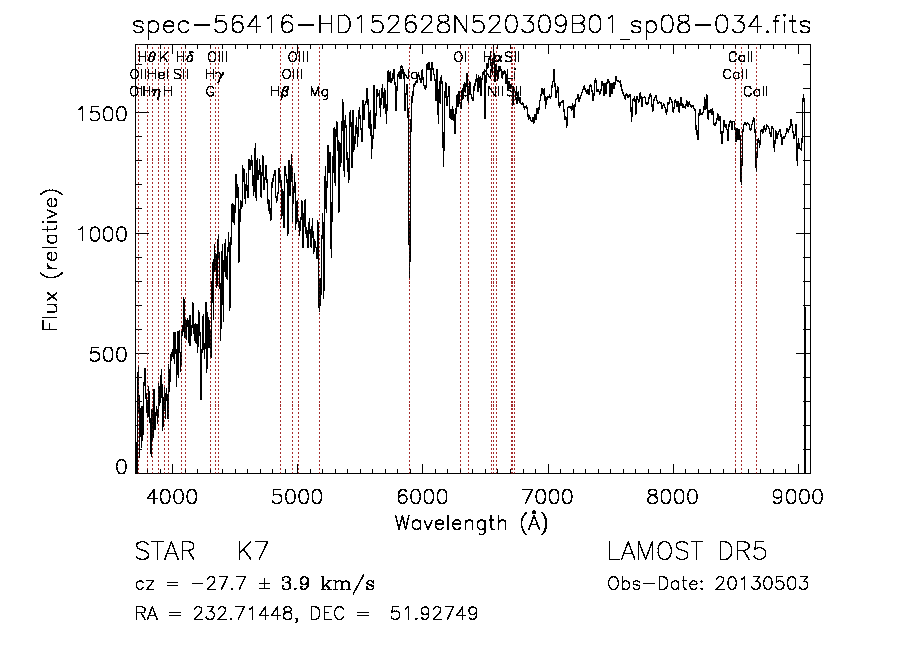 spec-56416-HD152628N520309B01_sp08-034.fits
Hθ K Hδ OIII OIII OI Hα SII CaII
OII HeI SII Hγ OIII Na CaII
Hη H G Hβ Mg NII CaII
1500
1000
500
0
Flux (relative)
4000 5000 6000 7000 8000 9000
Wavelength (Å)
STAR K7 LAMOST DR5
cz = -27.7 ± 3.9 km/s Obs-Date: 20130503
RA = 232.71448, DEC = 51.92749